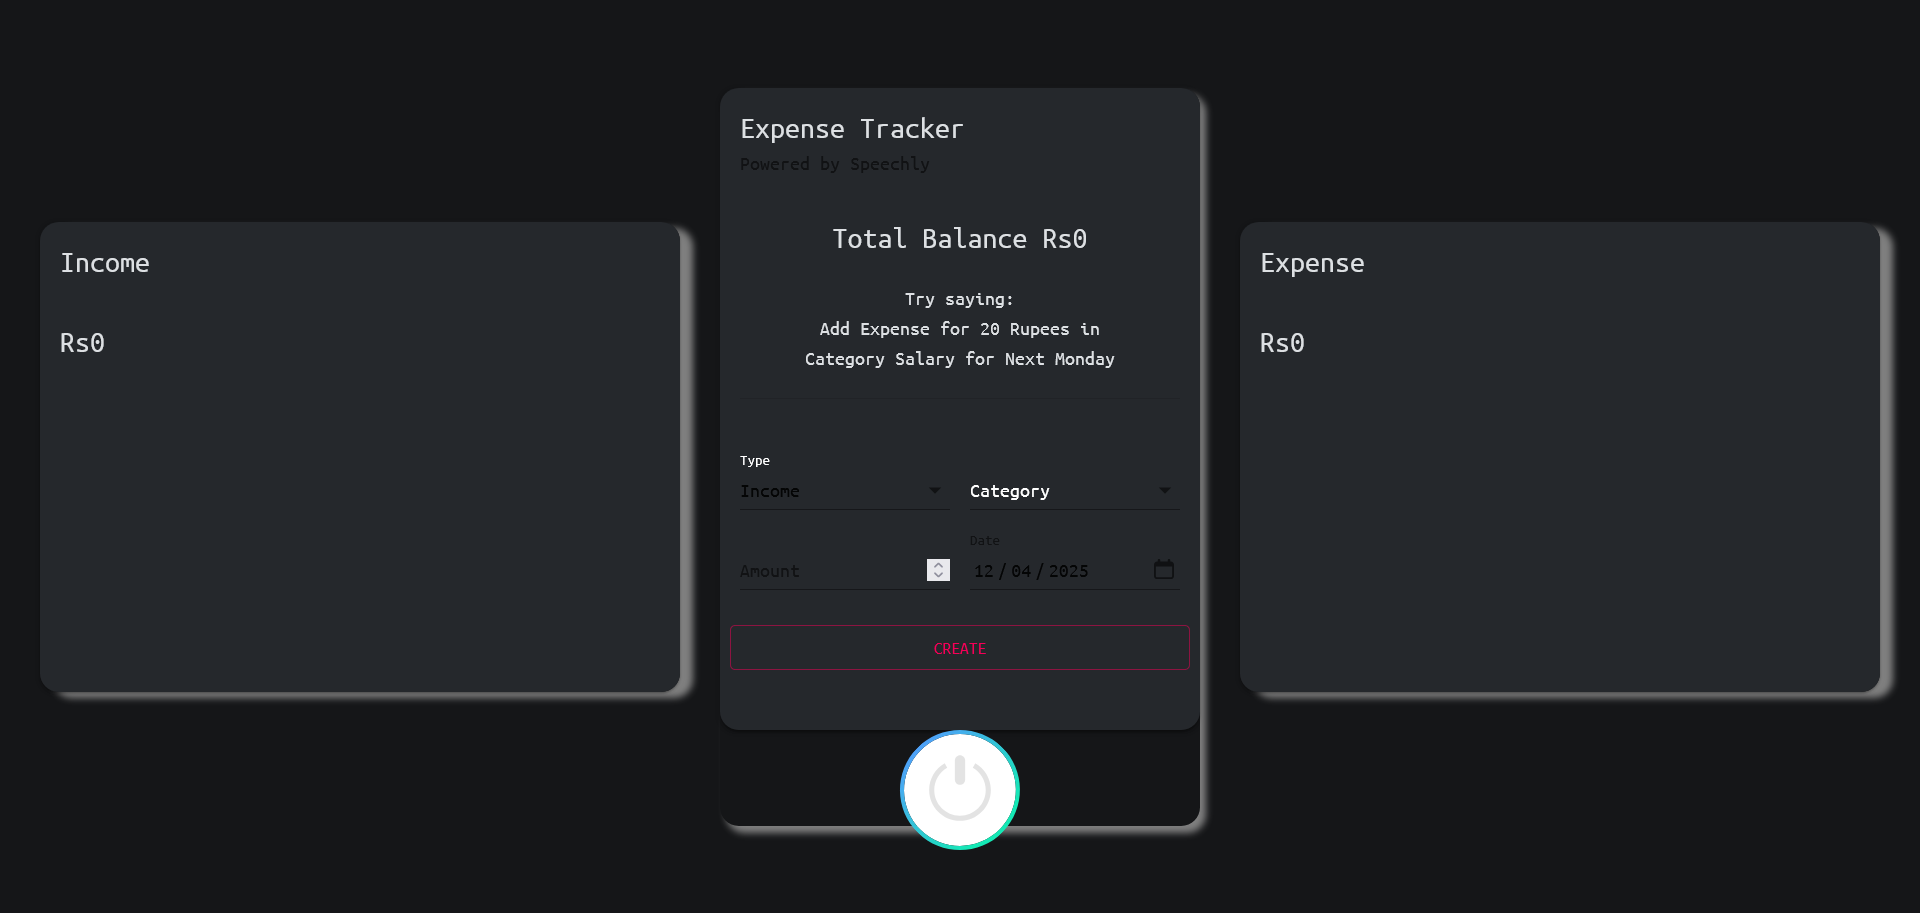 Expense Tracker
Powered by Speechly
Total Balance Rs0
Try saying:
Add Expense for 20 Rupees in
Category Salary for Next Monday
Income
Rs0
Type
Income
Category
Amount
Date
12/04/2025
CREATE
Expense
Rs0